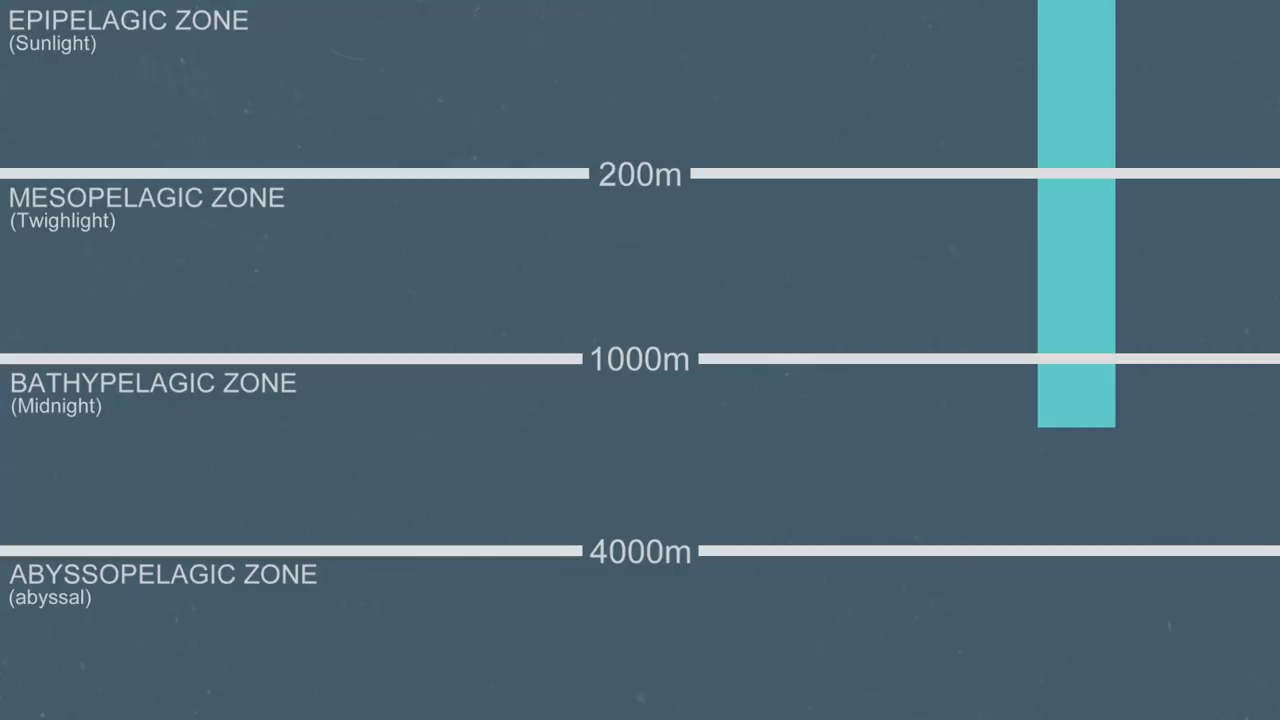 EPIPELAGIC ZONE
(Sunlight)
200m
MESOPELAGIC ZONE
(Twighlight)
1000m
BATHYPELAGIC ZONE
(Midnight)
4000m
ABYSSOPELAGIC ZONE
(abyssal)